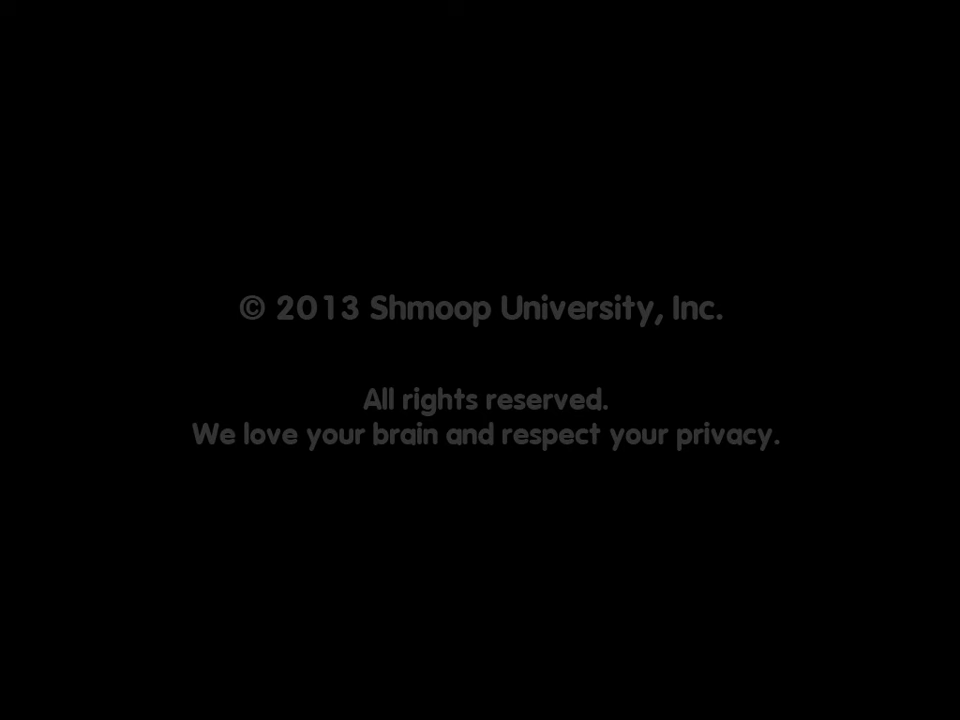 © 2013 Shmoop University, Inc.
All rights reserved.
We love your brain and respect your privacy.